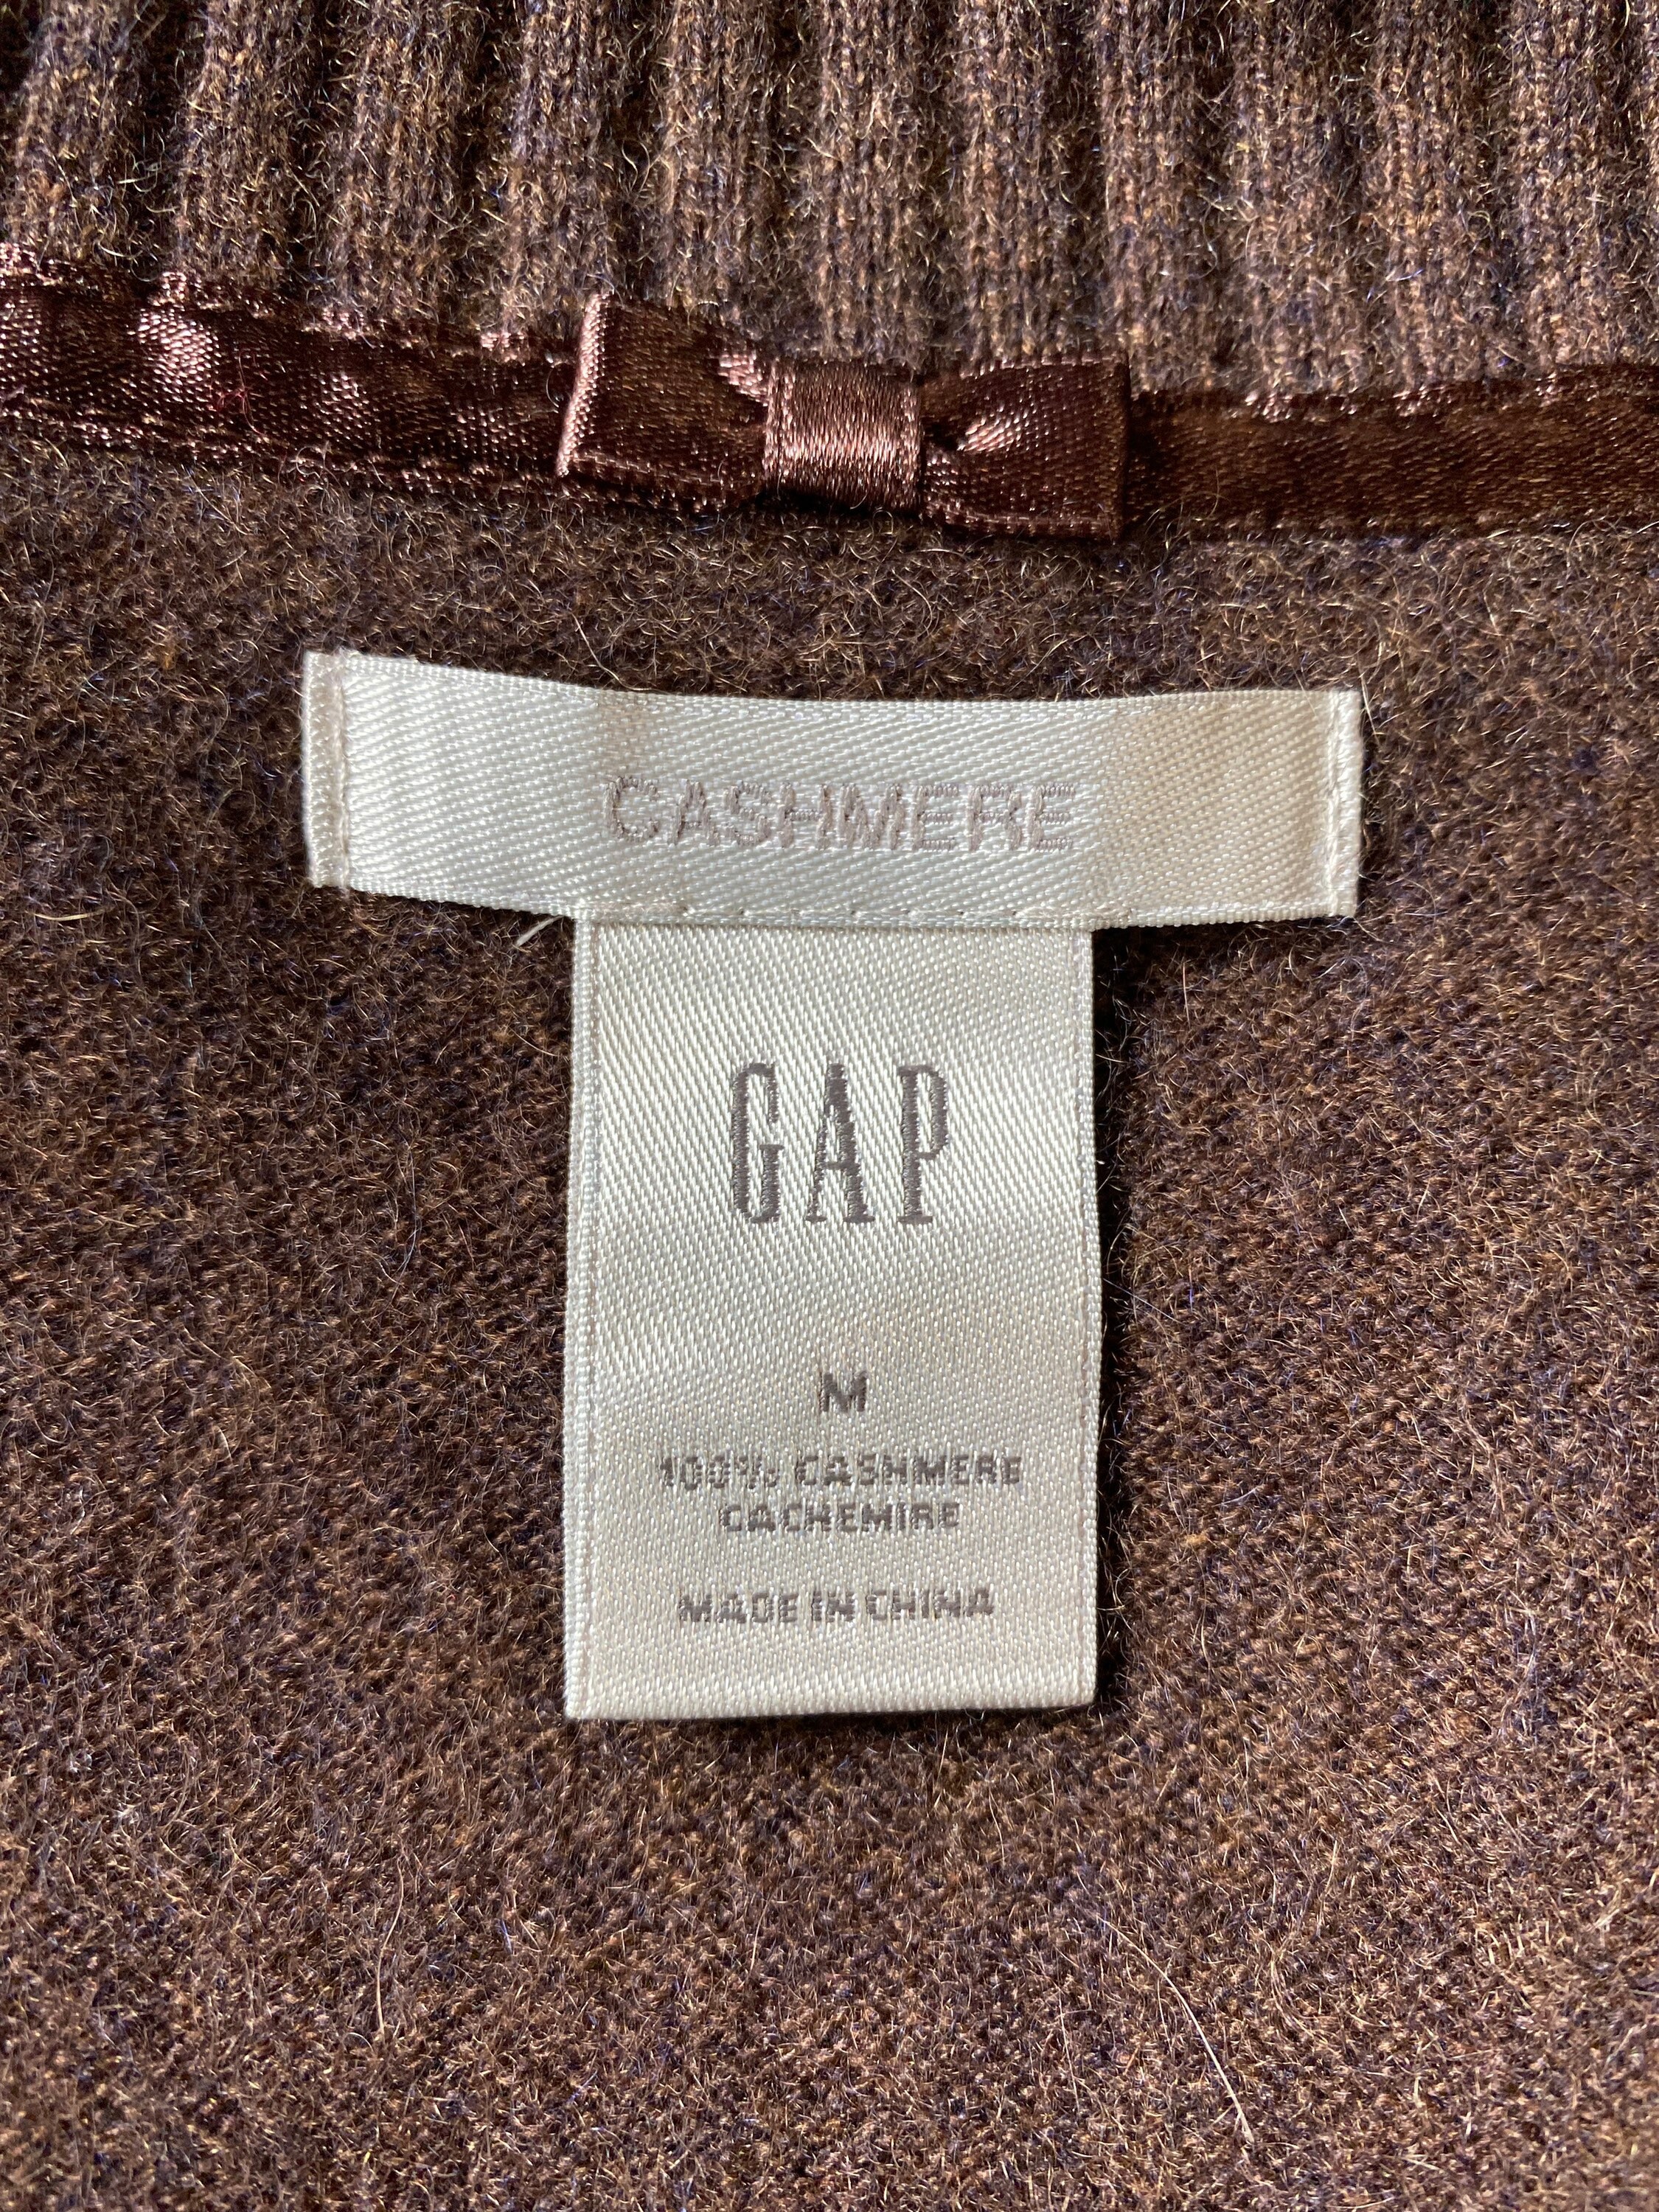 CASHMERE
GAP
M
100% CASHMERE
CACHEMIRE
MADE IN CHINA